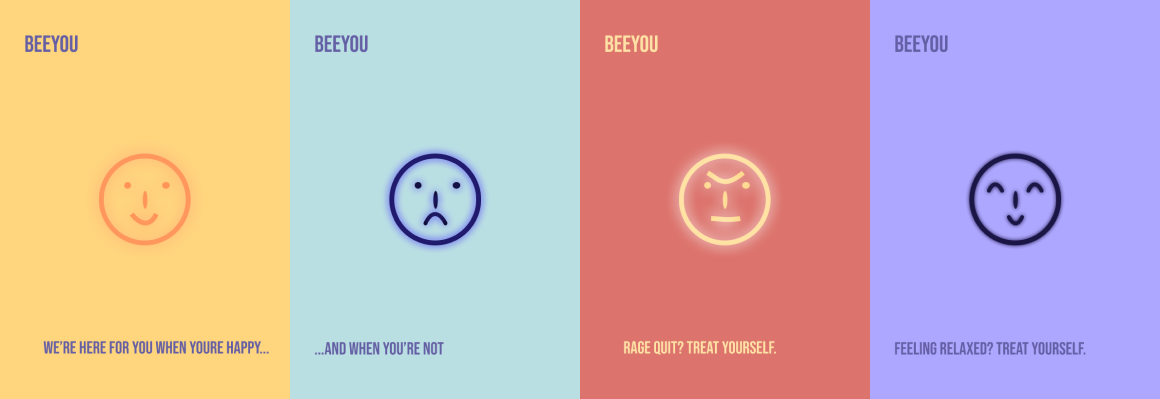 BEEYOU
WE'RE HERE FOR YOU WHEN YOURE HAPPY...
BEEYOU
...AND WHEN YOU'RE NOT
BEEYOU
RAGE QUIT? TREAT YOURSELF.
BEEYOU
FEELING RELAXED? TREAT YOURSELF.